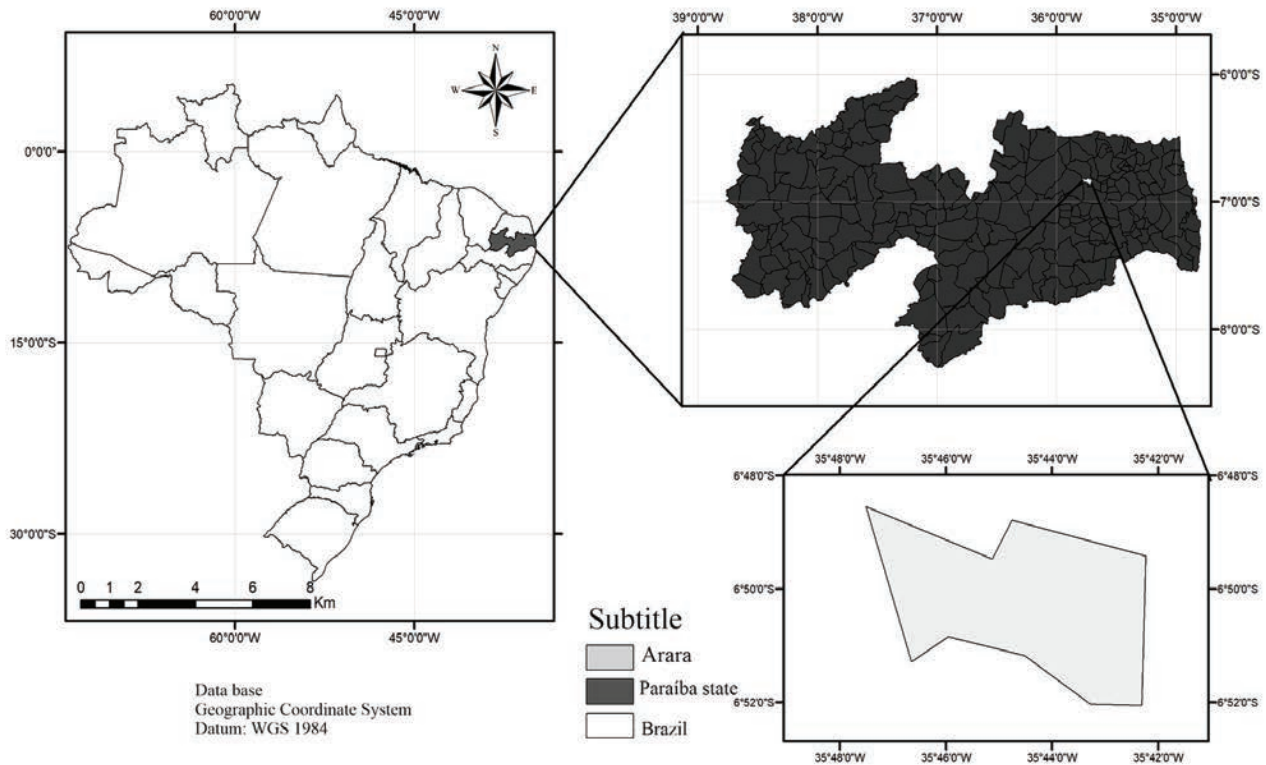 60°0'0"W 45°0'0"W
N
W E
S
0°0'0"
15°0'0"S
30°0'0"S
0 1 2 4 6 8
Km
60°0'0"W 45°0'0"W
Data base
Geographic Coordinate System
Datum: WGS 1984
39°0'0"W 38°0'0"W 37°0'0"W 36°0'0"W 35°0'0"W
6°0'0"S
7°0'0"S
8°0'0"S
Subtitle
Arara
Paraíba state
Brazil
35°48'0"W 35°46'0"W 35°44'0"W 35°42'0"W
6°48'0"S 6°48'0"S
6°50'0"S 6°50'0"S
6°52'0"S 6°52'0"S
35°48'0"W 35°46'0"W 35°44'0"W 35°42'0"W